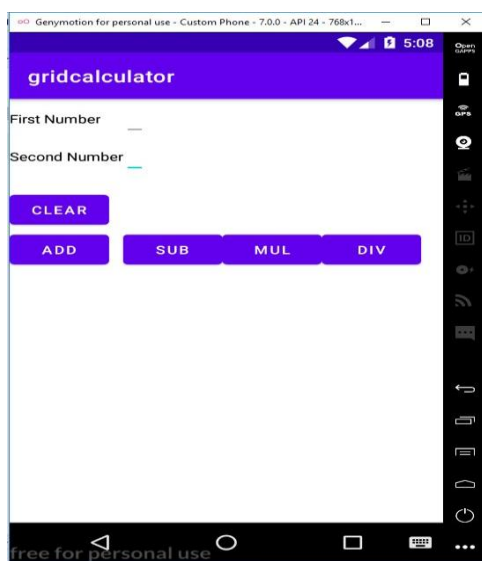 Genymotion for personal use - Custom Phone - 7.0.0 - API 24 - 768x1...
5:08
Open
GAPPS
gridcalculator
GPS
First Number
Second Number
CLEAR
ID
ADD SUB MUL DIV
free for personal use